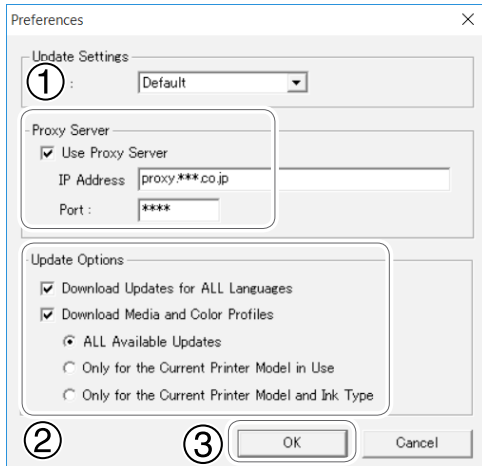 Preferences
Update Settings
① : Default
Proxy Server
Use Proxy Server
IP Address proxy.***.co.jp
Port : ****
Update Options
Download Updates for ALL Languages
Download Media and Color Profiles
ALL Available Updates
Only for the Current Printer Model in Use
Only for the Current Printer Model and Ink Type
② ③ OK Cancel